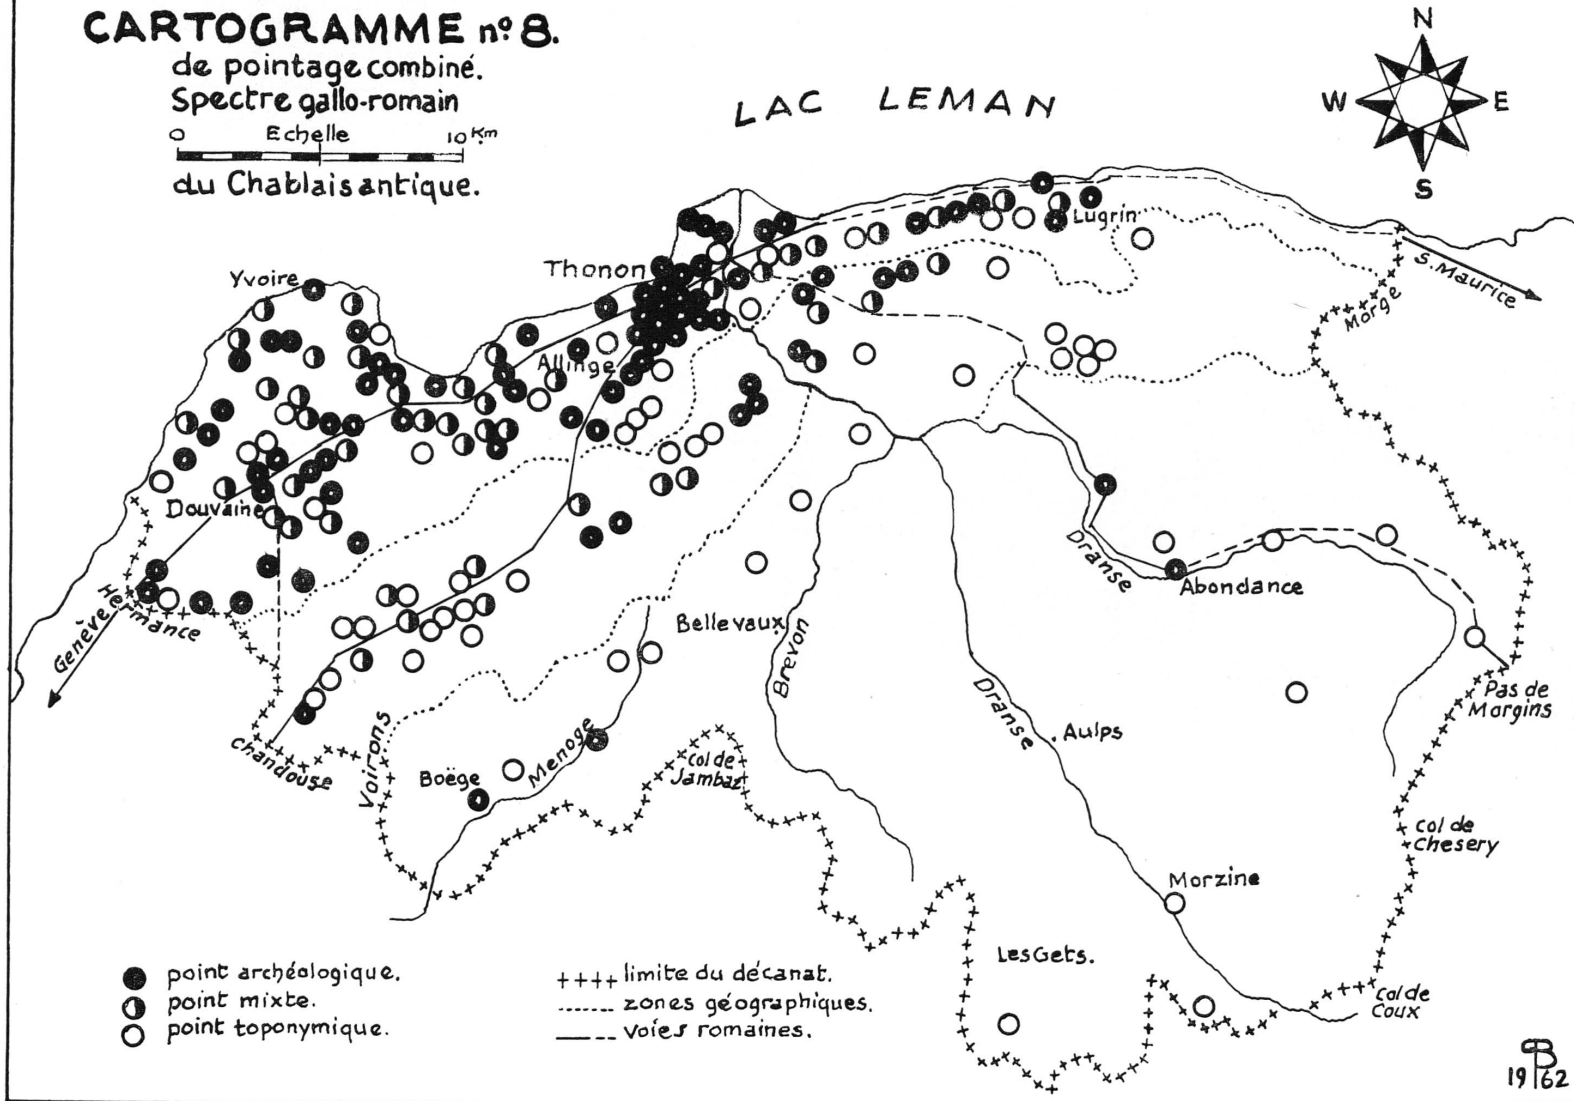 CARTOGRAMME nº 8.
de pointage combiné.
Spectre gallo-romain
0 Echelle 10 Km
du Chablais antique.
LAC LEMAN
N
W E
S
Lugrin
Thonon
Yvoire
S. Maurice
Morge
Allinge
Douvaine
Dranse
Abondance
Hermance
Genève
Bellevaux
Brevon
Dranse
Pas de
Morgins
Chandouse
Voirons
Menoge
Boëge
Col de
Jambaz
Aulps
Col de
Chesery
Morzine
Les Gets.
Col de
Coux
point archéologique.
point mixte.
point toponymique.
++++ limite du décanat.
------ zones géographiques.
—-- voies romaines.
1962